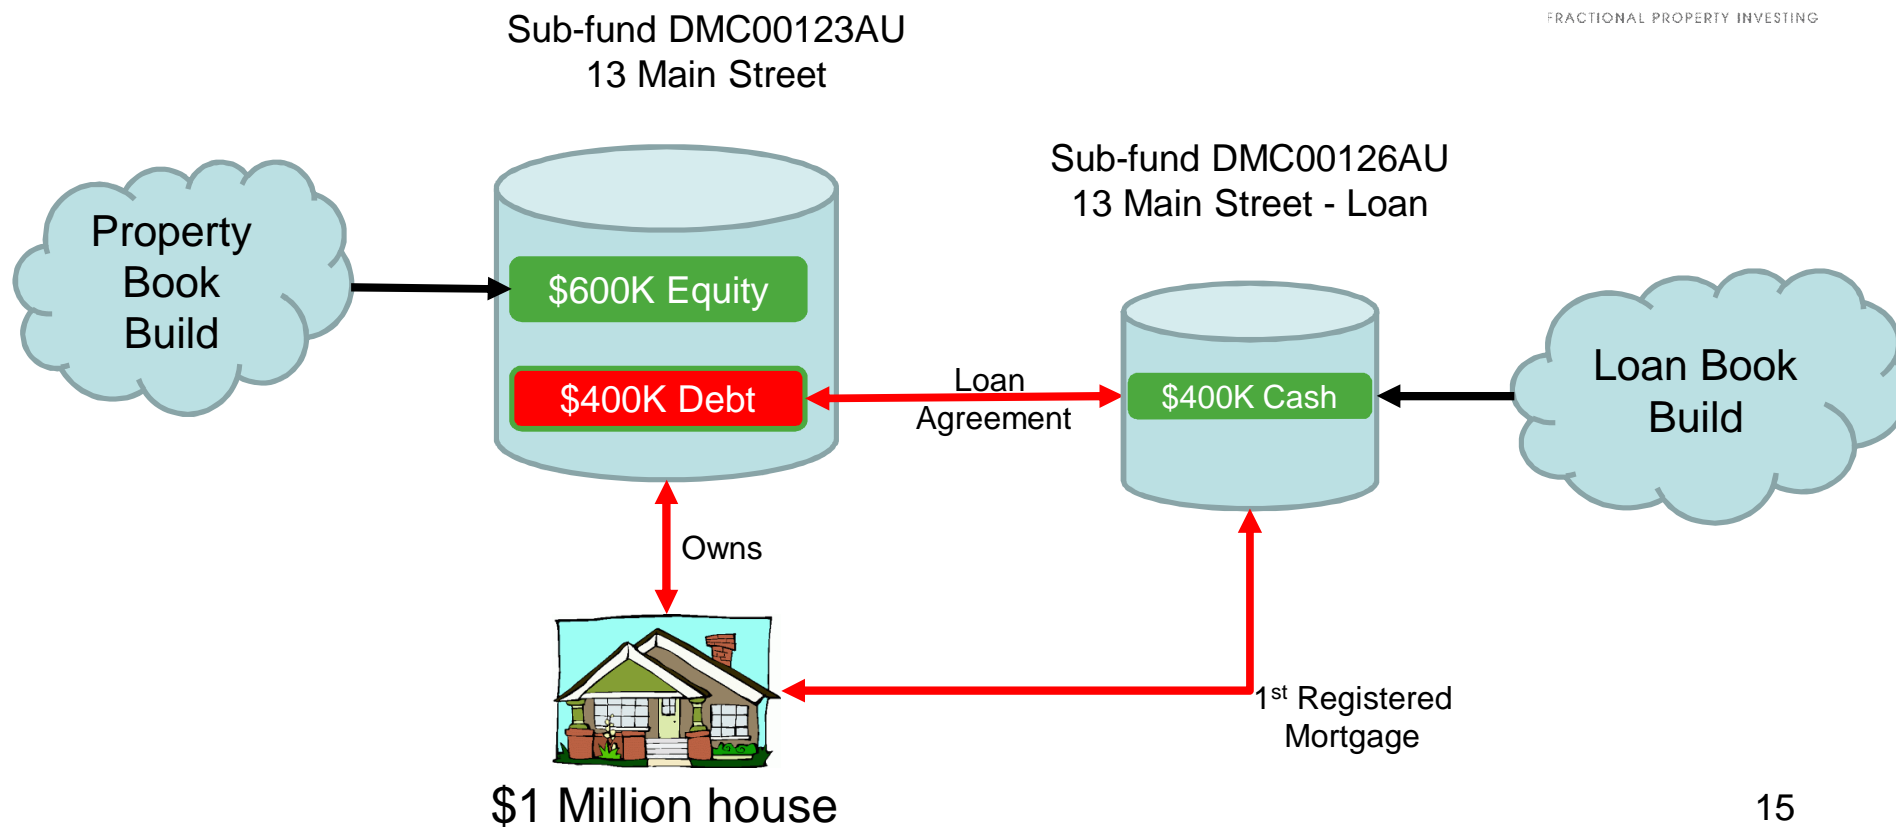 FRACTIONAL PROPERTY INVESTING
Sub-fund DMC00123AU
13 Main Street
Sub-fund DMC00126AU
13 Main Street - Loan
Property
Book
Build
$600K Equity
$400K Debt
Loan
Agreement
$400K Cash
Loan Book
Build
Owns
1st Registered
Mortgage
$1 Million house
15